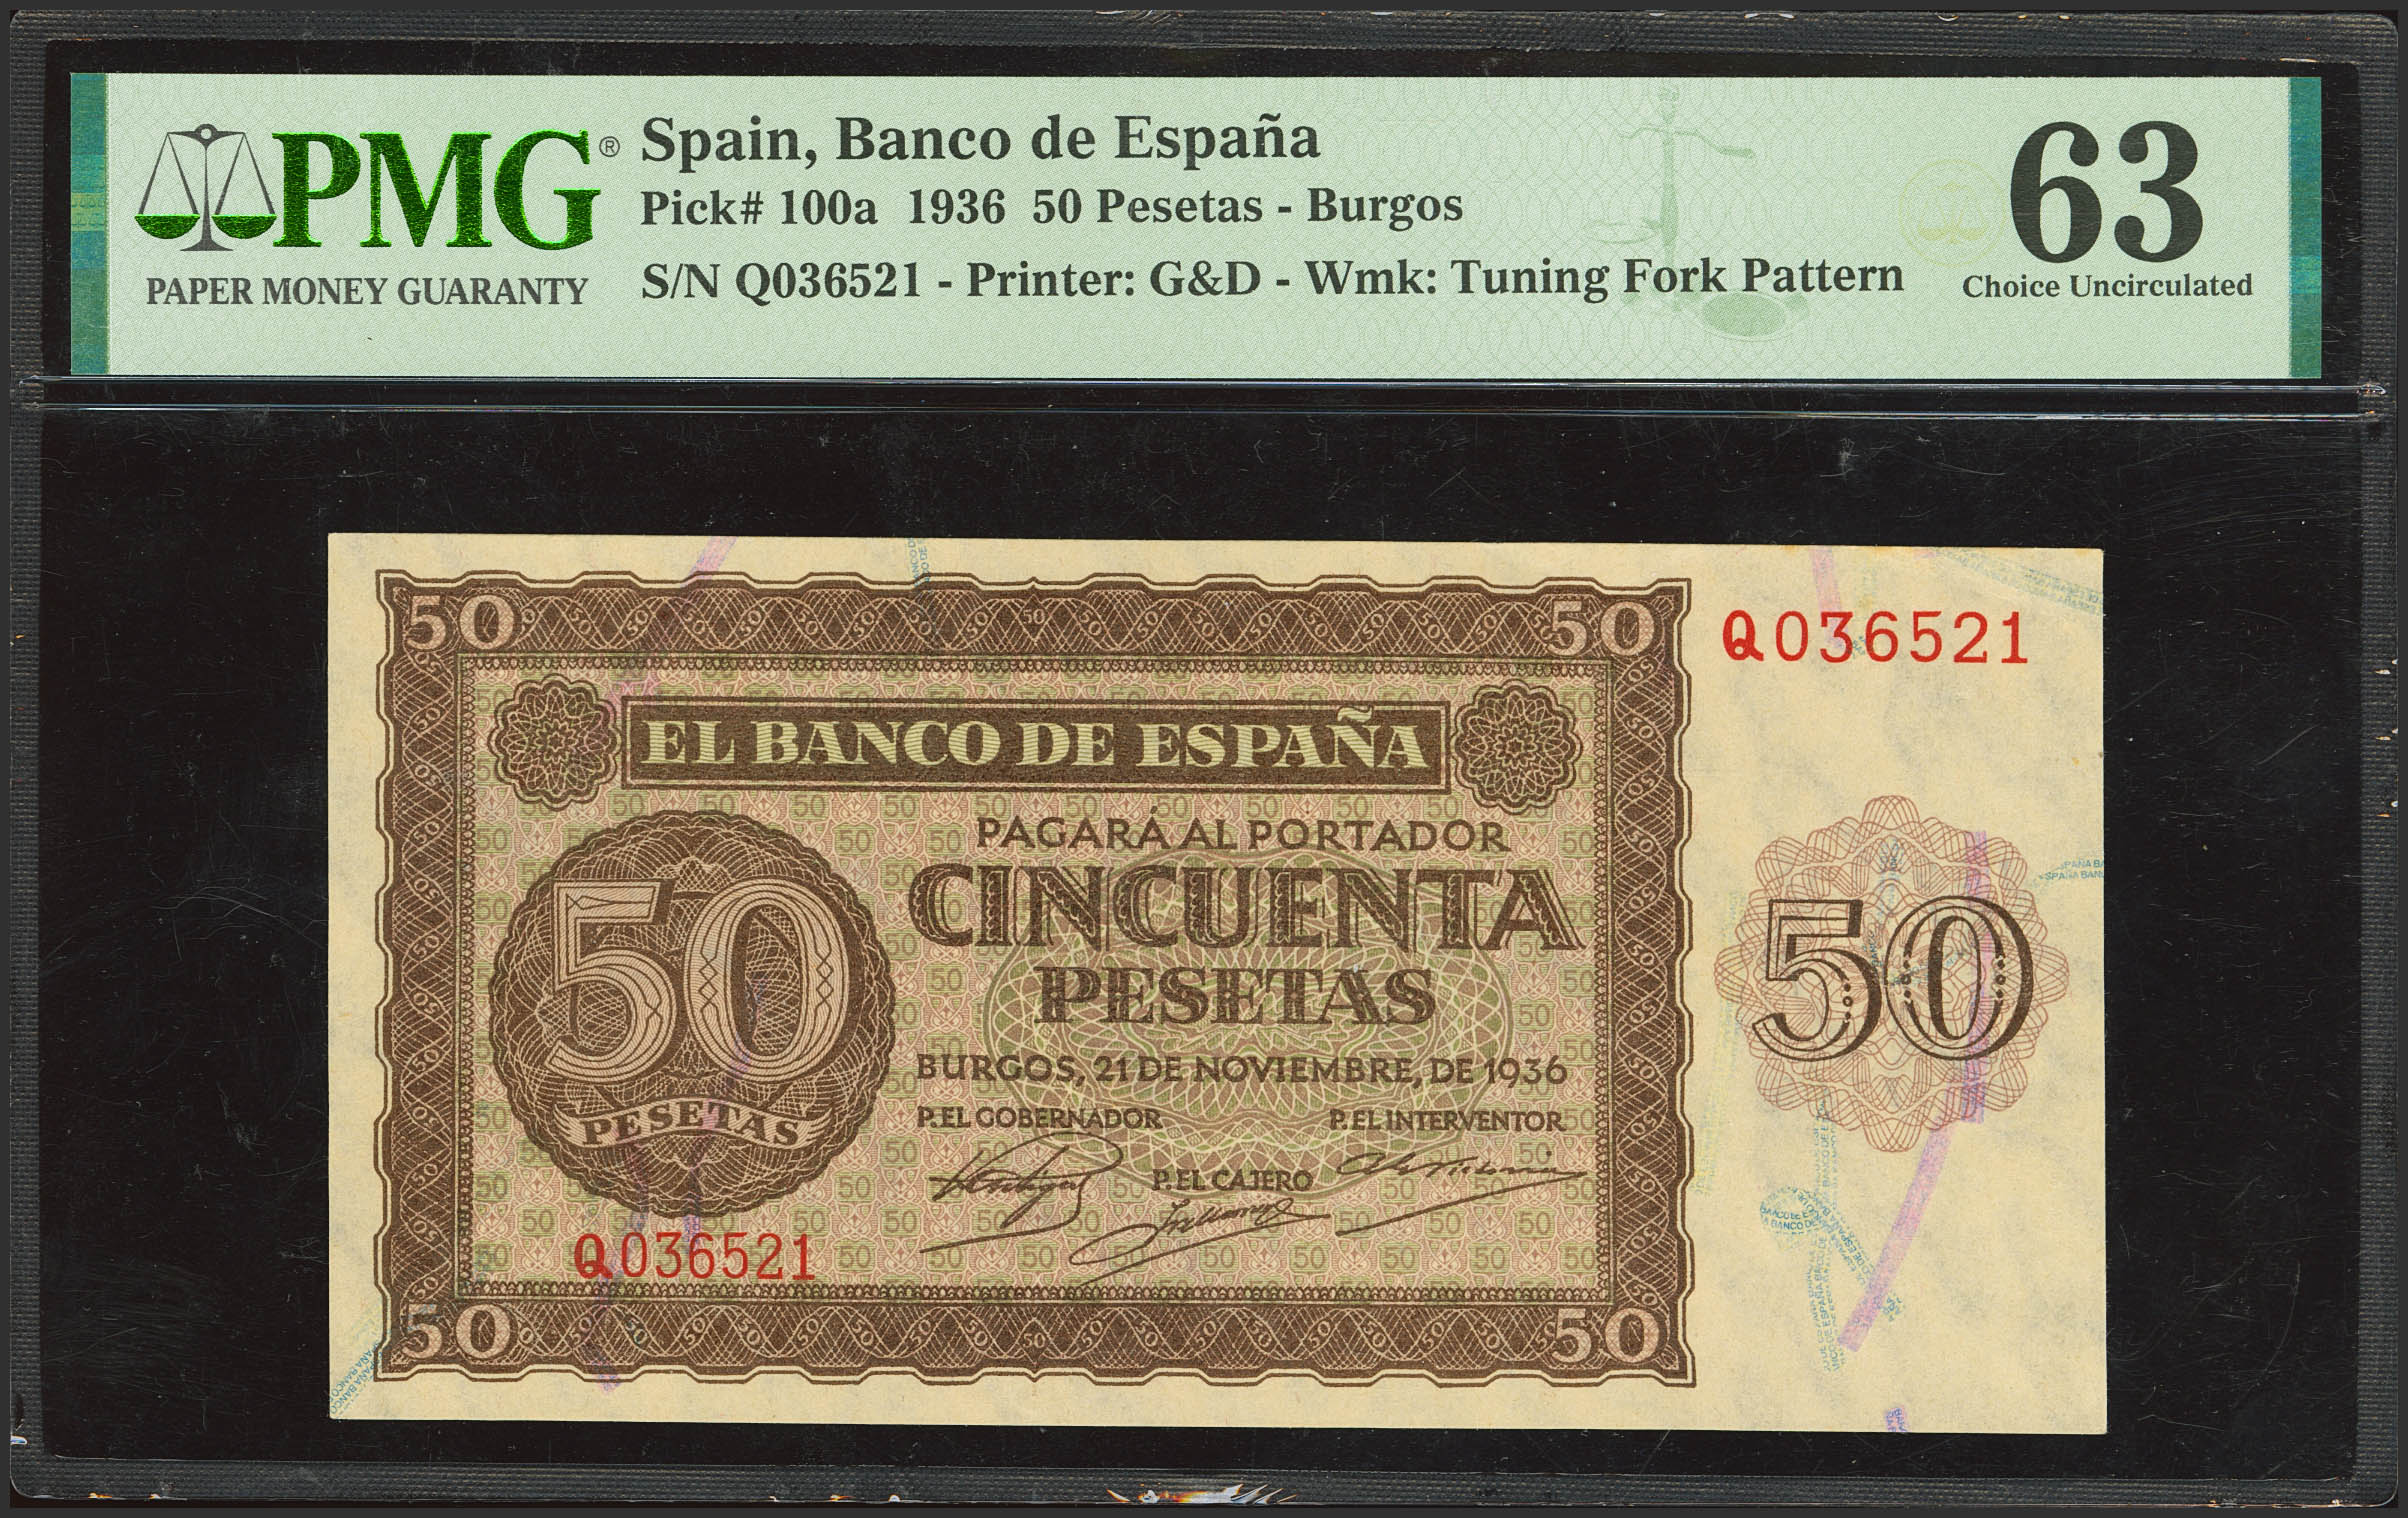 PMG®
PAPER MONEY GUARANTY
Spain, Banco de España
Pick# 100a 1936 50 Pesetas - Burgos
S/N Q036521 - Printer: G&D - Wmk: Tuning Fork Pattern
63
Choice Uncirculated
50
50
Q036521
EL BANCO DE ESPAÑA
PAGARÁ AL PORTADOR
CINCUENTA
PESETAS
50
PESETAS
50
BURGOS, 21 DE NOVIEMBRE, DE 1936
P. EL GOBERNADOR
P. EL INTERVENTOR
P. EL CAJERO
Q036521
50
50